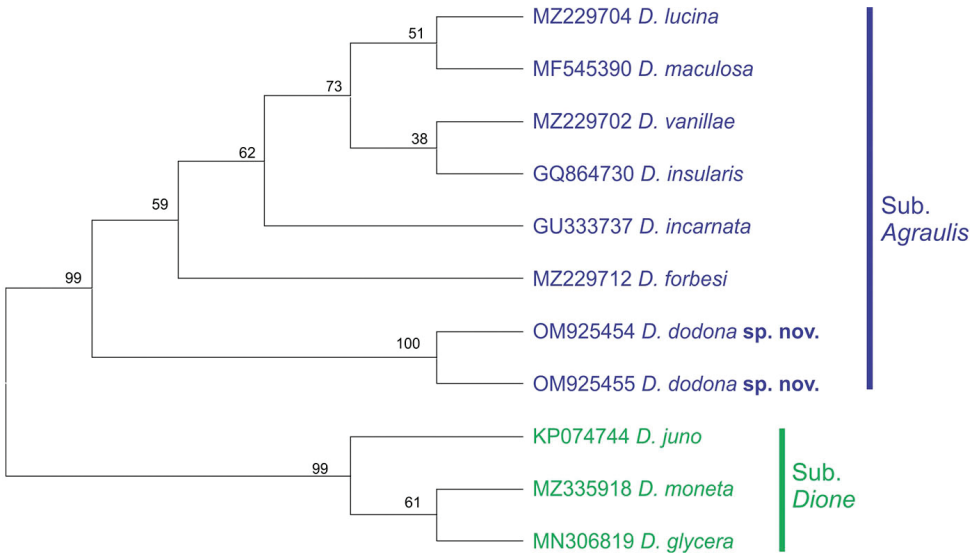 MZ229704 D. lucina
51
MF545390 D. maculosa
73
MZ229702 D. vanillae
38
GQ864730 D. insularis
62
GU333737 D. incarnata
59
MZ229712 D. forbesi
99
OM925454 D. dodona sp. nov.
100
OM925455 D. dodona sp. nov.
Sub.
Agraulis
KP074744 D. juno
99
MZ335918 D. moneta
61
MN306819 D. glycera
Sub.
Dione